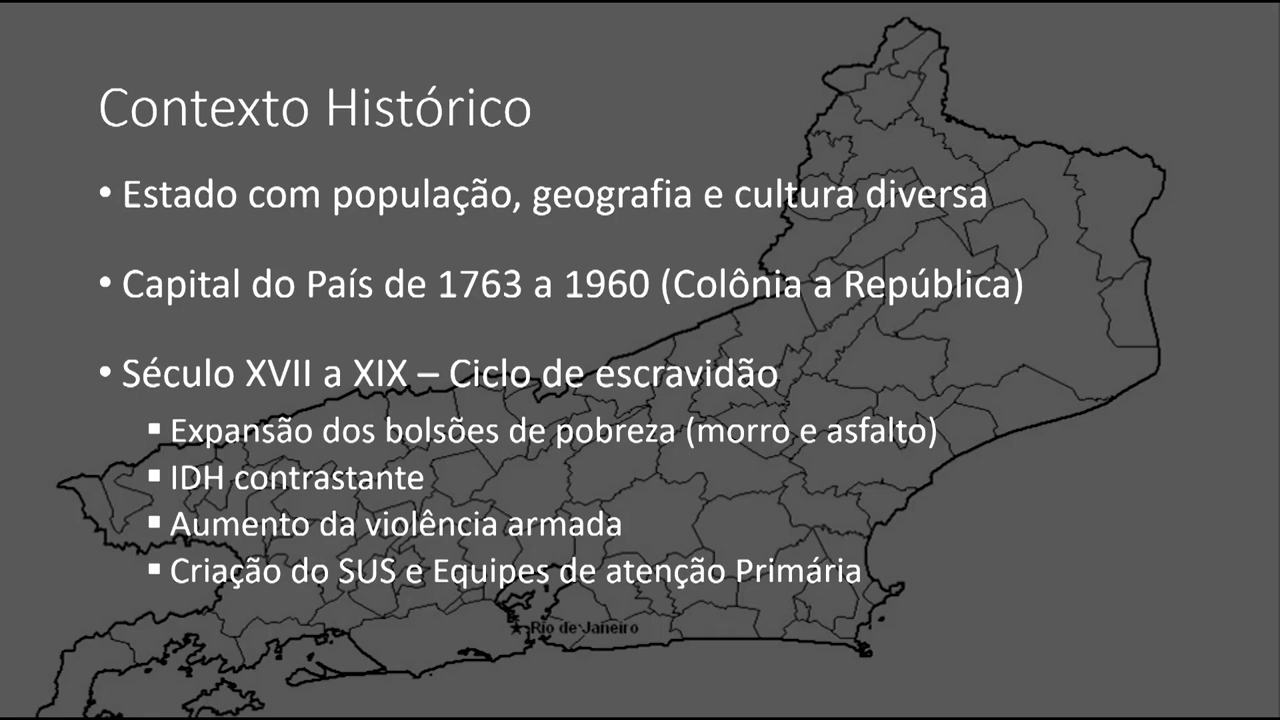 Contexto Histórico
• Estado com população, geografia e cultura diversa
• Capital do País de 1763 a 1960 (Colônia a República)
• Século XVII a XIX – Ciclo de escravidão
▪ Expansão dos bolsões de pobreza (morro e asfalto)
▪ IDH contrastante
▪ Aumento da violência armada
▪ Criação do SUS e Equipes de atenção Primária
Rio de Janeiro